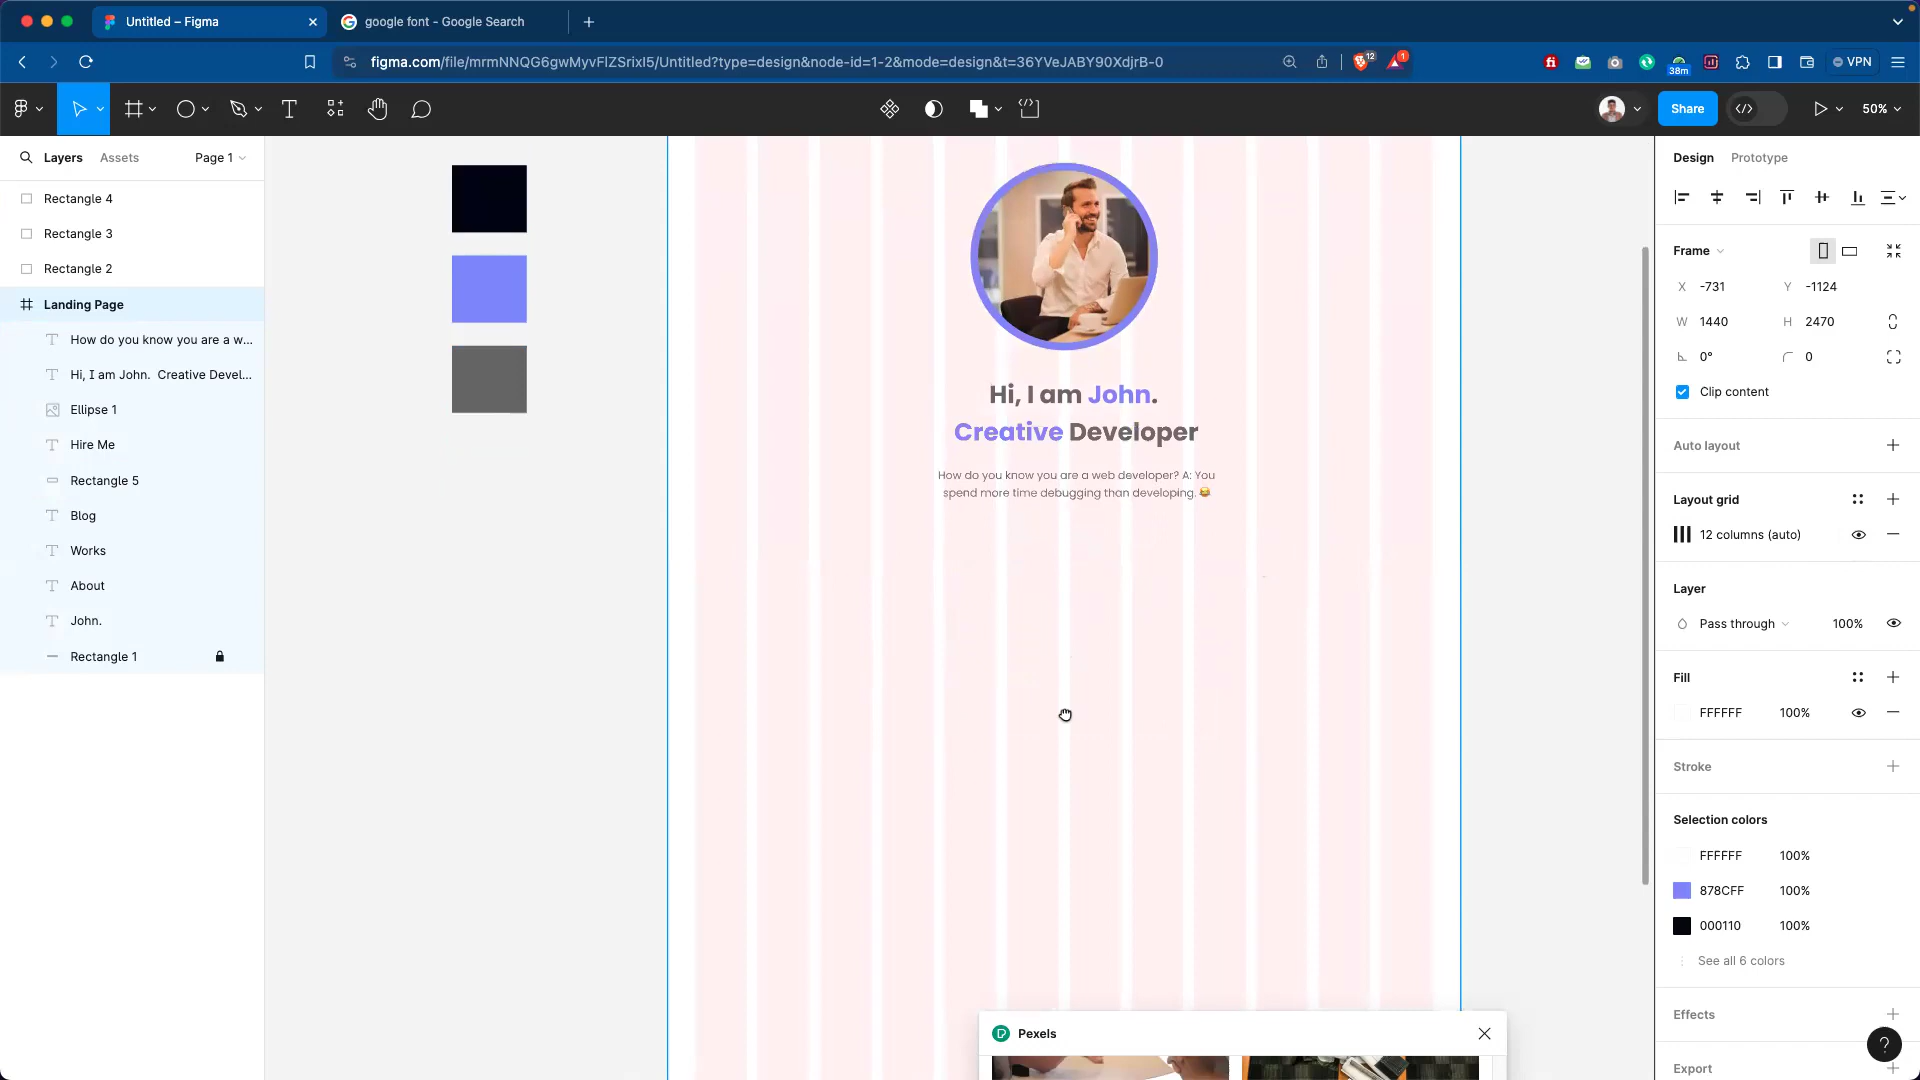 Untitled – Figma
google font - Google Search
figma.com/file/mrmNNQG6gwMyvFlZSrixI5/Untitled?type=design&node-id=1-2&mode=design&t=36YVeJABY90XdjrB-0
12
1
38m
VPN
Share
50%
Layers
Assets
Page 1
Rectangle 4
Rectangle 3
Rectangle 2
Landing Page
How do you know you are a w...
Hi, I am John.  Creative Devel...
Ellipse 1
Hire Me
Rectangle 5
Blog
Works
About
John.
Rectangle 1
Hi, I am John.
Creative Developer
How do you know you are a web developer? A: You
spend more time debugging than developing. 😂
Pexels
Design
Prototype
Frame
X -731
Y -1124
W 1440
H 2470
0°
0
Clip content
Auto layout
Layout grid
12 columns (auto)
Layer
Pass through
100%
Fill
FFFFFF 100%
Stroke
Selection colors
FFFFFF 100%
878CFF 100%
000110 100%
See all 6 colors
Effects
Export
?